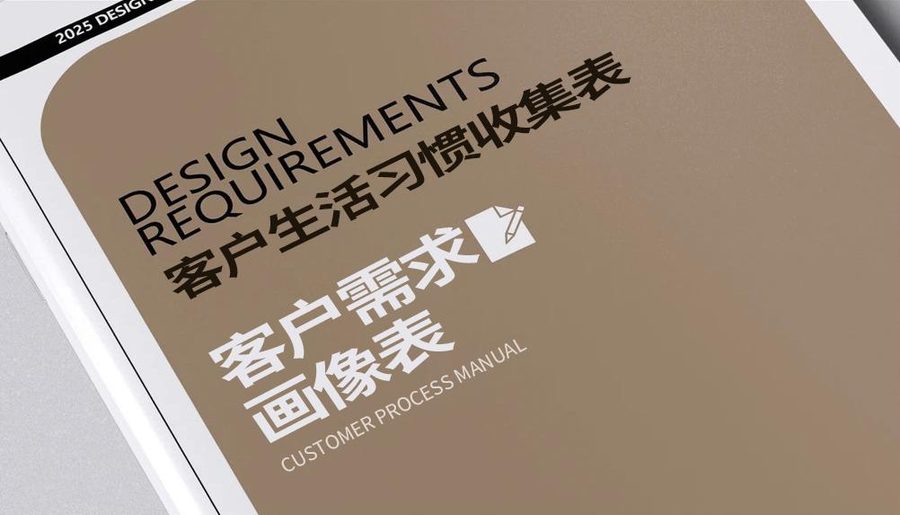 2025 DESIGN
DESIGN
REQUIREMENTS
客户生活习惯收集表
客户需求
画像表
CUSTOMER PROCESS MANUAL